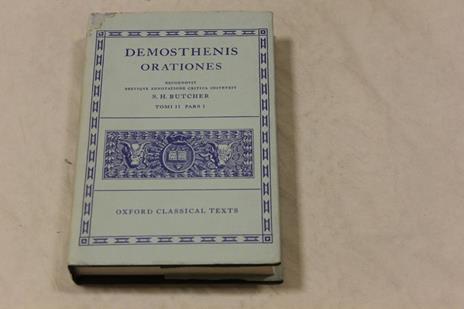 DEMOSTHENIS
ORATIONES
RECOGNOVIT
BREVIQUE ADNOTATIONE CRITICA INSTRUXIT
S. H. BUTCHER
TOMI II PARS I
OXFORD CLASSICAL TEXTS